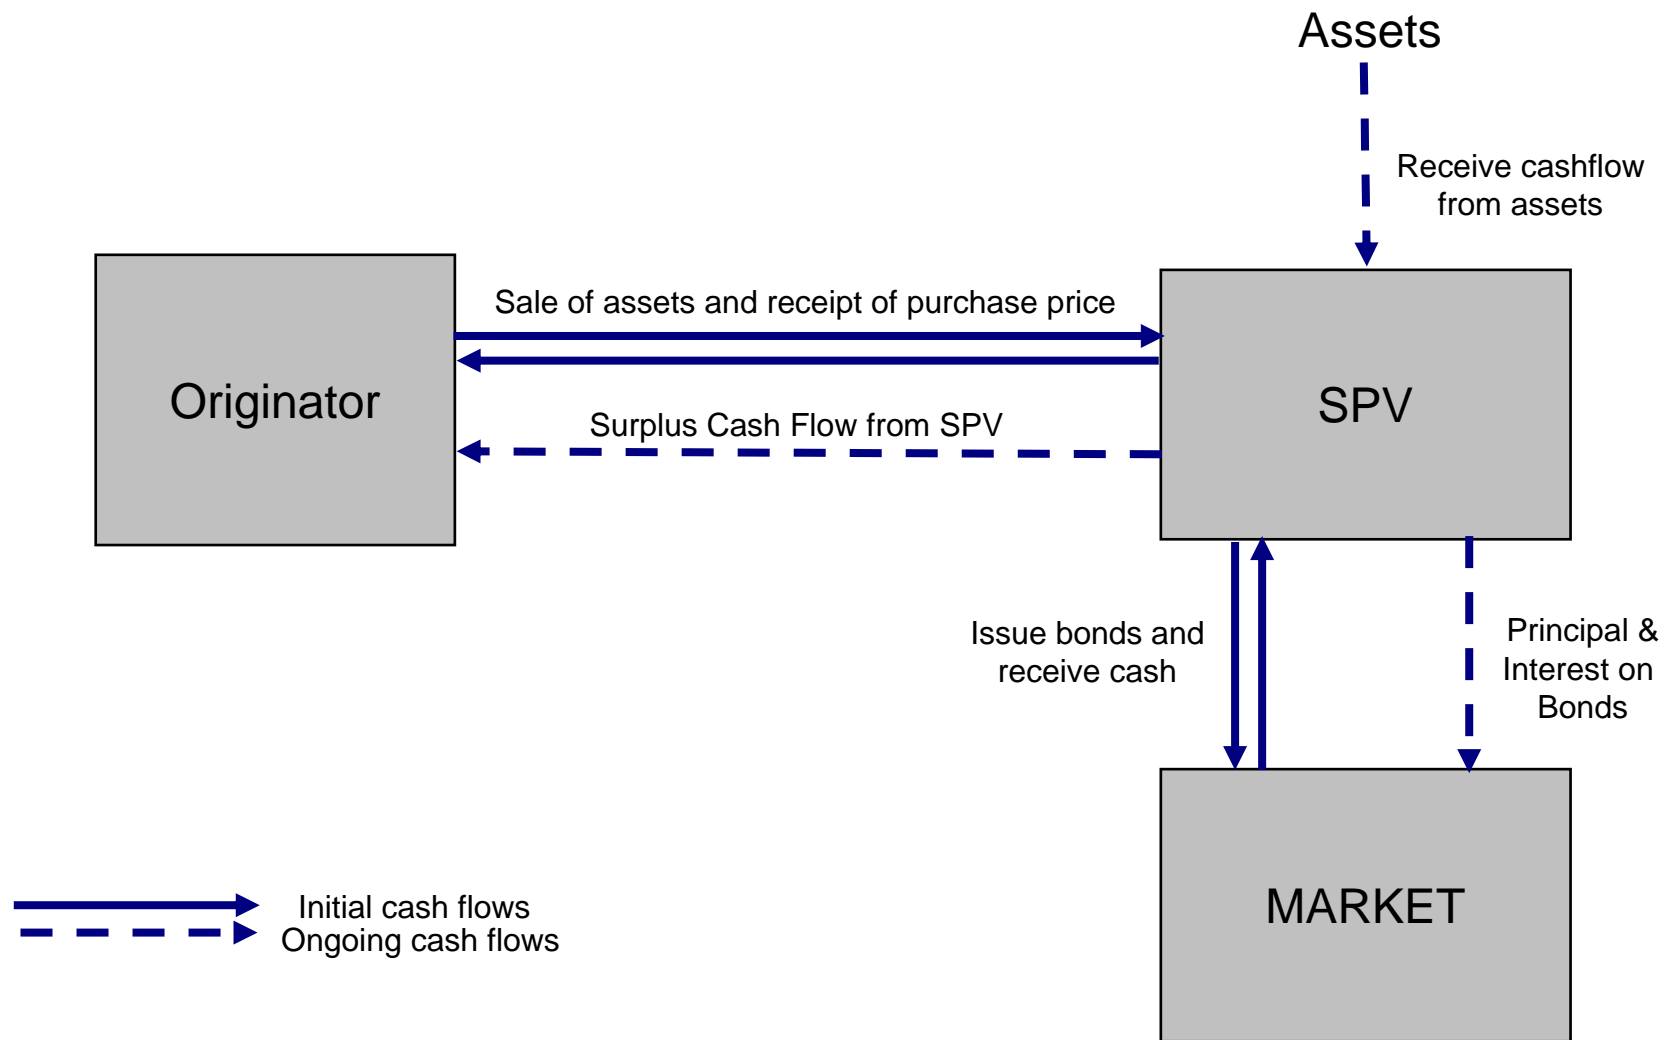 Assets
Receive cashflow
from assets
Sale of assets and receipt of purchase price
Originator
SPV
Surplus Cash Flow from SPV
Issue bonds and
receive cash
Principal &
Interest on
Bonds
MARKET
Initial cash flows
Ongoing cash flows